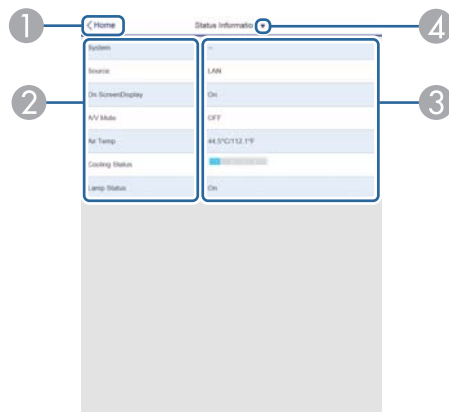 1
Home
Status Informatio
4
System
--
Source
LAN
On ScreenDisplay
On
2
3
A/V Mute
OFF
Air Temp
44.5°C/112.1°F
Cooling Status
Lamp Status
On